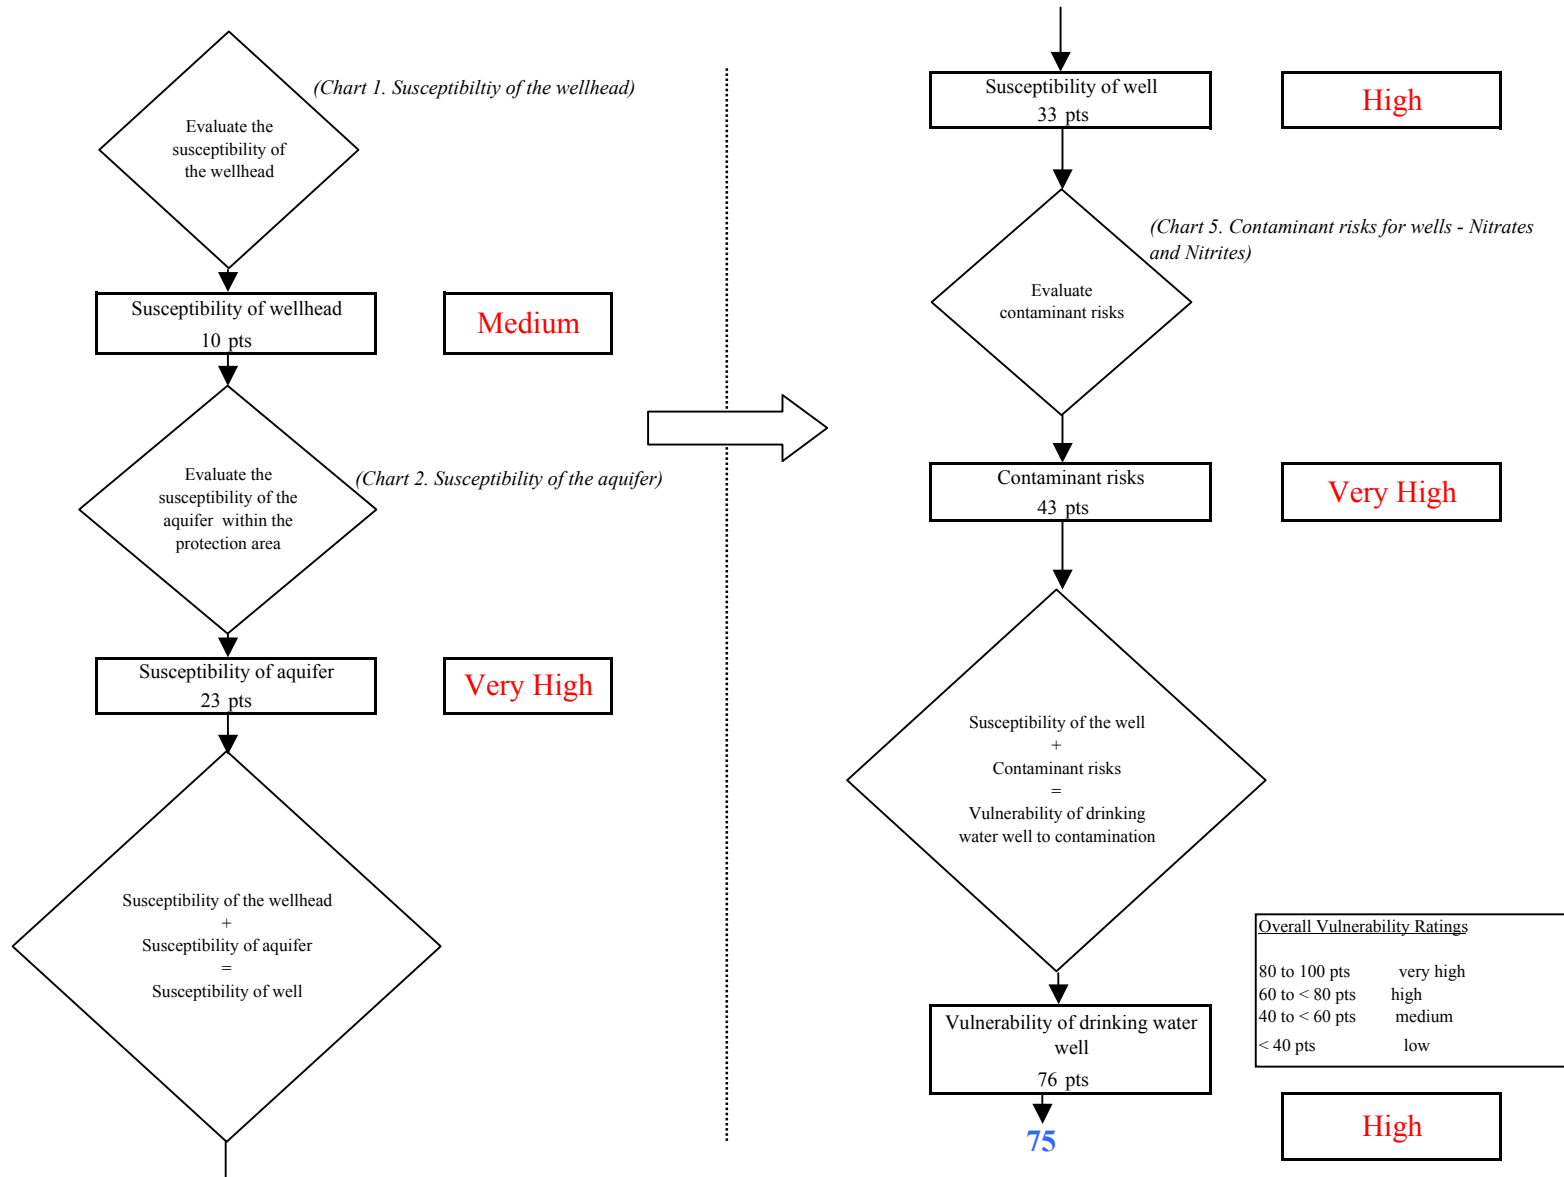 (Chart 1. Susceptibiltiy of the wellhead)
Evaluate the
susceptibility of
the wellhead
Susceptibility of wellhead
10 pts
Medium
Evaluate the
susceptibility of the
aquifer within the
protection area
(Chart 2. Susceptibility of the aquifer)
Susceptibility of aquifer
23 pts
Very High
Susceptibility of the wellhead
+
Susceptibility of aquifer
=
Susceptibility of well
Susceptibility of well
33 pts
High
(Chart 5. Contaminant risks for wells - Nitrates
and Nitrites)
Evaluate
contaminant risks
Contaminant risks
43 pts
Very High
Susceptibility of the well
+
Contaminant risks
=
Vulnerability of drinking
water well to contamination
Overall Vulnerability Ratings
80 to 100 pts very high
60 to < 80 pts high
40 to < 60 pts medium
< 40 pts low
Vulnerability of drinking water
well
76 pts
75
High